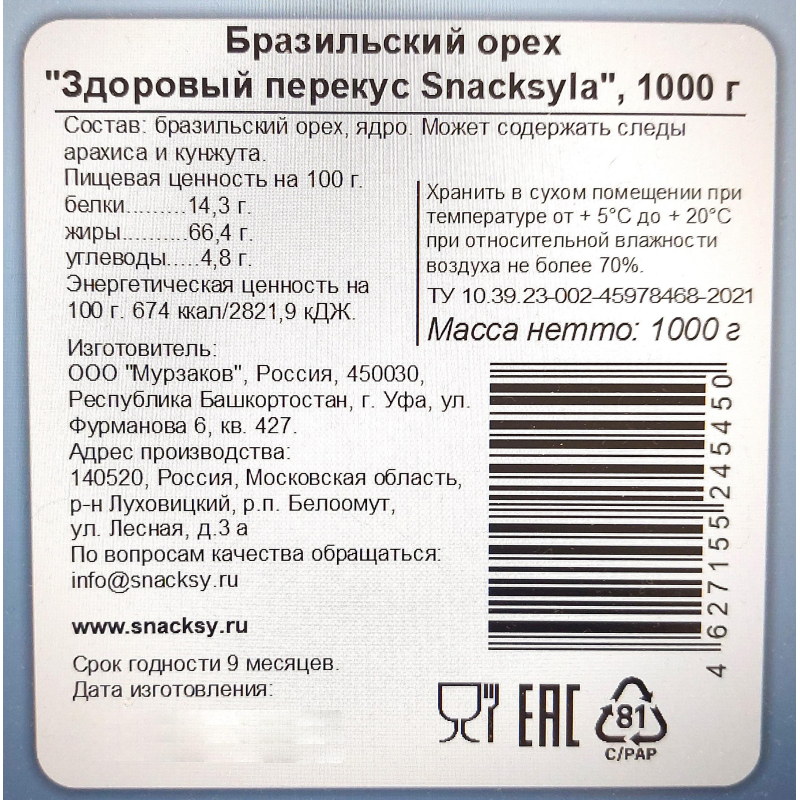 Бразильский орех
"Здоровый перекус Snacksyla", 1000 г
Состав: бразильский орех, ядро. Может содержать следы
арахиса и кунжута.
Пищевая ценность на 100 г.
белки.........14,3 г.
жиры..........66,4 г.
углеводы.....4,8 г.
Энергетическая ценность на
100 г. 674 ккал/2821,9 кДЖ.
Хранить в сухом помещении при
температуре от + 5°С до + 20°С
при относительной влажности
воздуха не более 70%.
ТУ 10.39.23-002-45978468-2021
Масса нетто: 1000 г
Изготовитель:
ООО "Мурзаков", Россия, 450030,
Республика Башкортостан, г. Уфа, ул.
Фурманова 6, кв. 427.
Адрес производства:
140520, Россия, Московская область,
р-н Луховицкий, р.п. Белоомут,
ул. Лесная, д.3 а
По вопросам качества обращаться:
info@snacksy.ru
www.snacksy.ru
Срок годности 9 месяцев.
Дата изготовления:
4 627155 245450
EAC
81
C/PAP